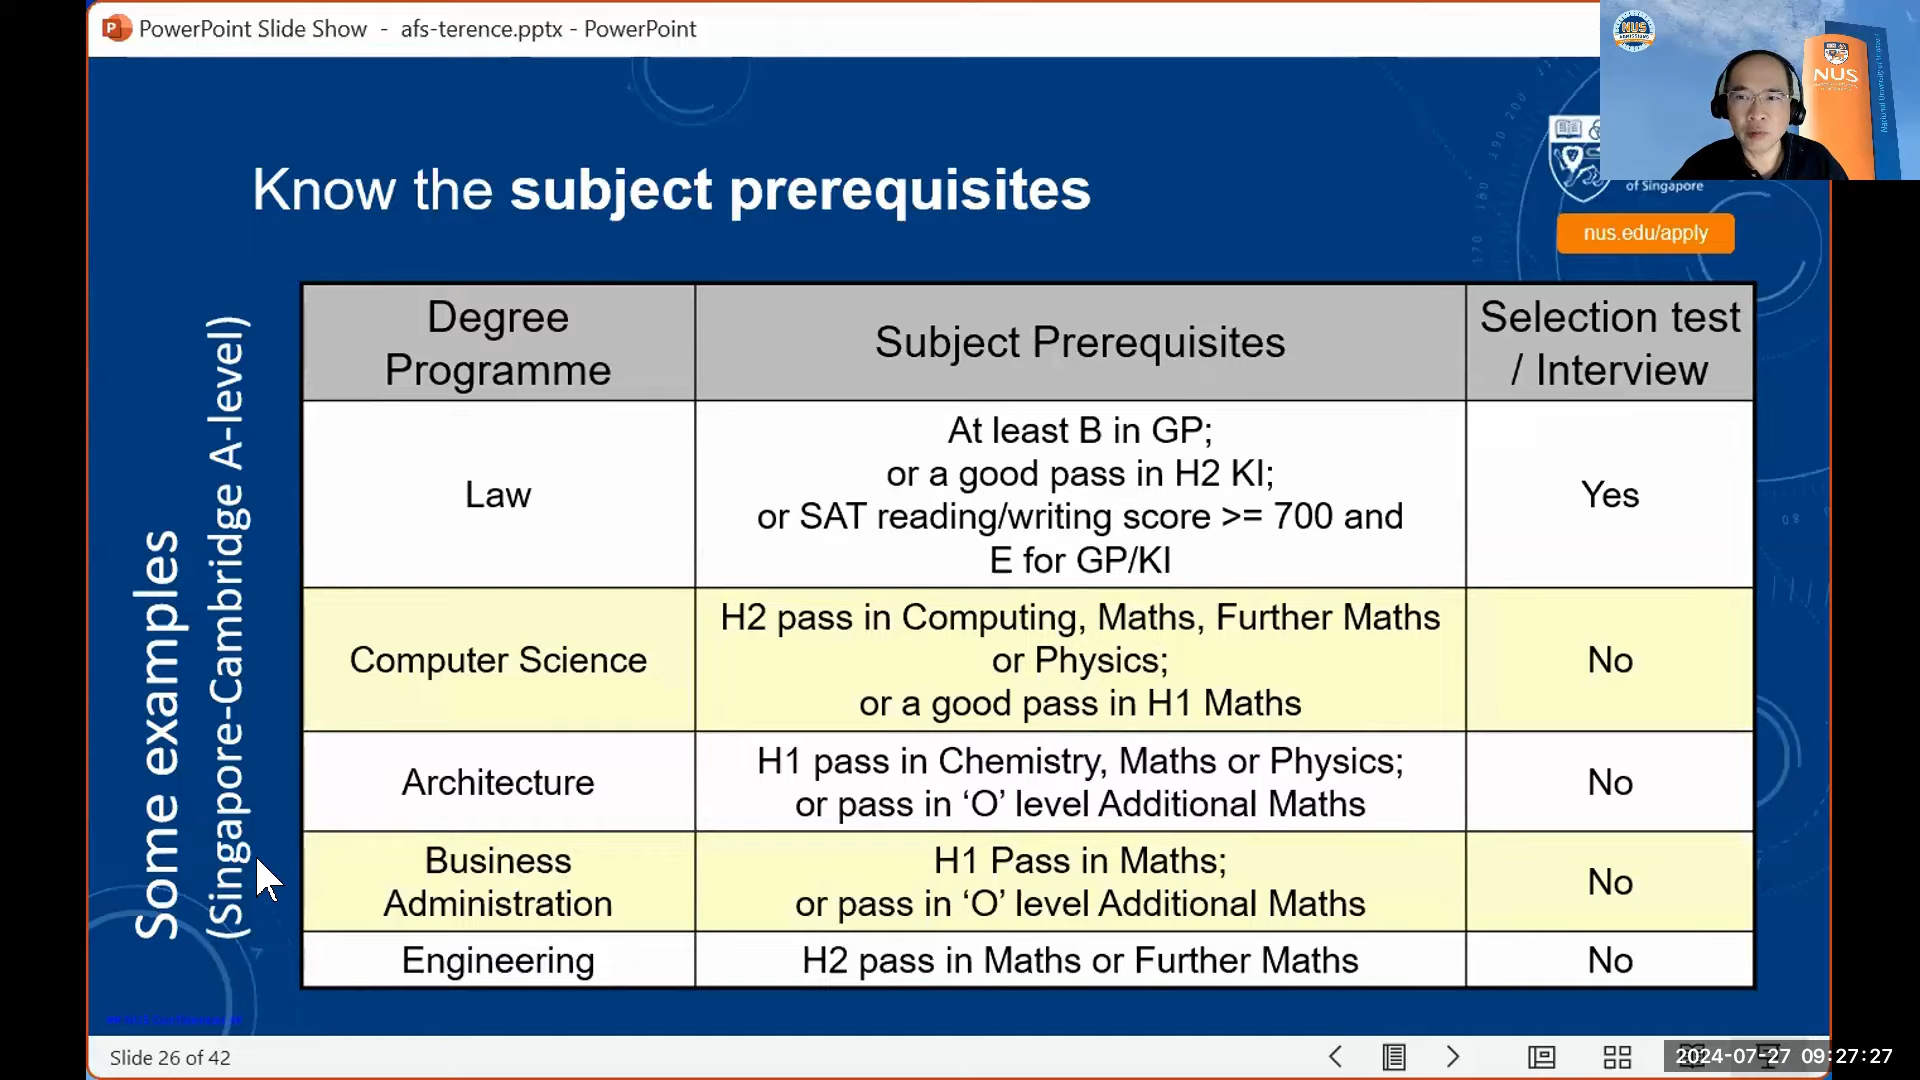 PowerPoint Slide Show - afs-terence.pptx - PowerPoint
NUS
NUS
Know the subject prerequisites
of Singapore
nus.edu/apply
Some examples
(Singapore-Cambridge A-level)
Degree Programme
Subject Prerequisites
Selection test / Interview
Law
At least B in GP;
or a good pass in H2 KI;
or SAT reading/writing score >= 700 and
E for GP/KI
Yes
Computer Science
H2 pass in Computing, Maths, Further Maths
or Physics;
or a good pass in H1 Maths
No
Architecture
H1 pass in Chemistry, Maths or Physics;
or pass in ‘O’ level Additional Maths
No
Business
Administration
H1 Pass in Maths;
or pass in ‘O’ level Additional Maths
No
Engineering
H2 pass in Maths or Further Maths
No
Slide 26 of 42
2024-07-27 09:27:27